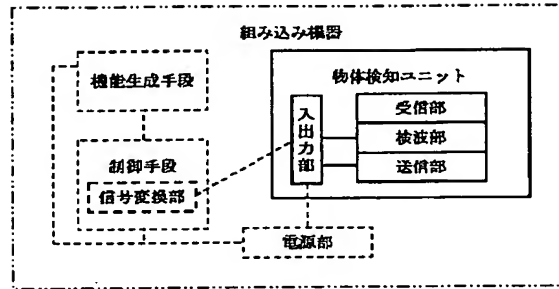 組み込み機器
物体検知ユニット
機能生成手段
入出力部
受信部
検波部
送信部
制御手段
信号変換部
電源部